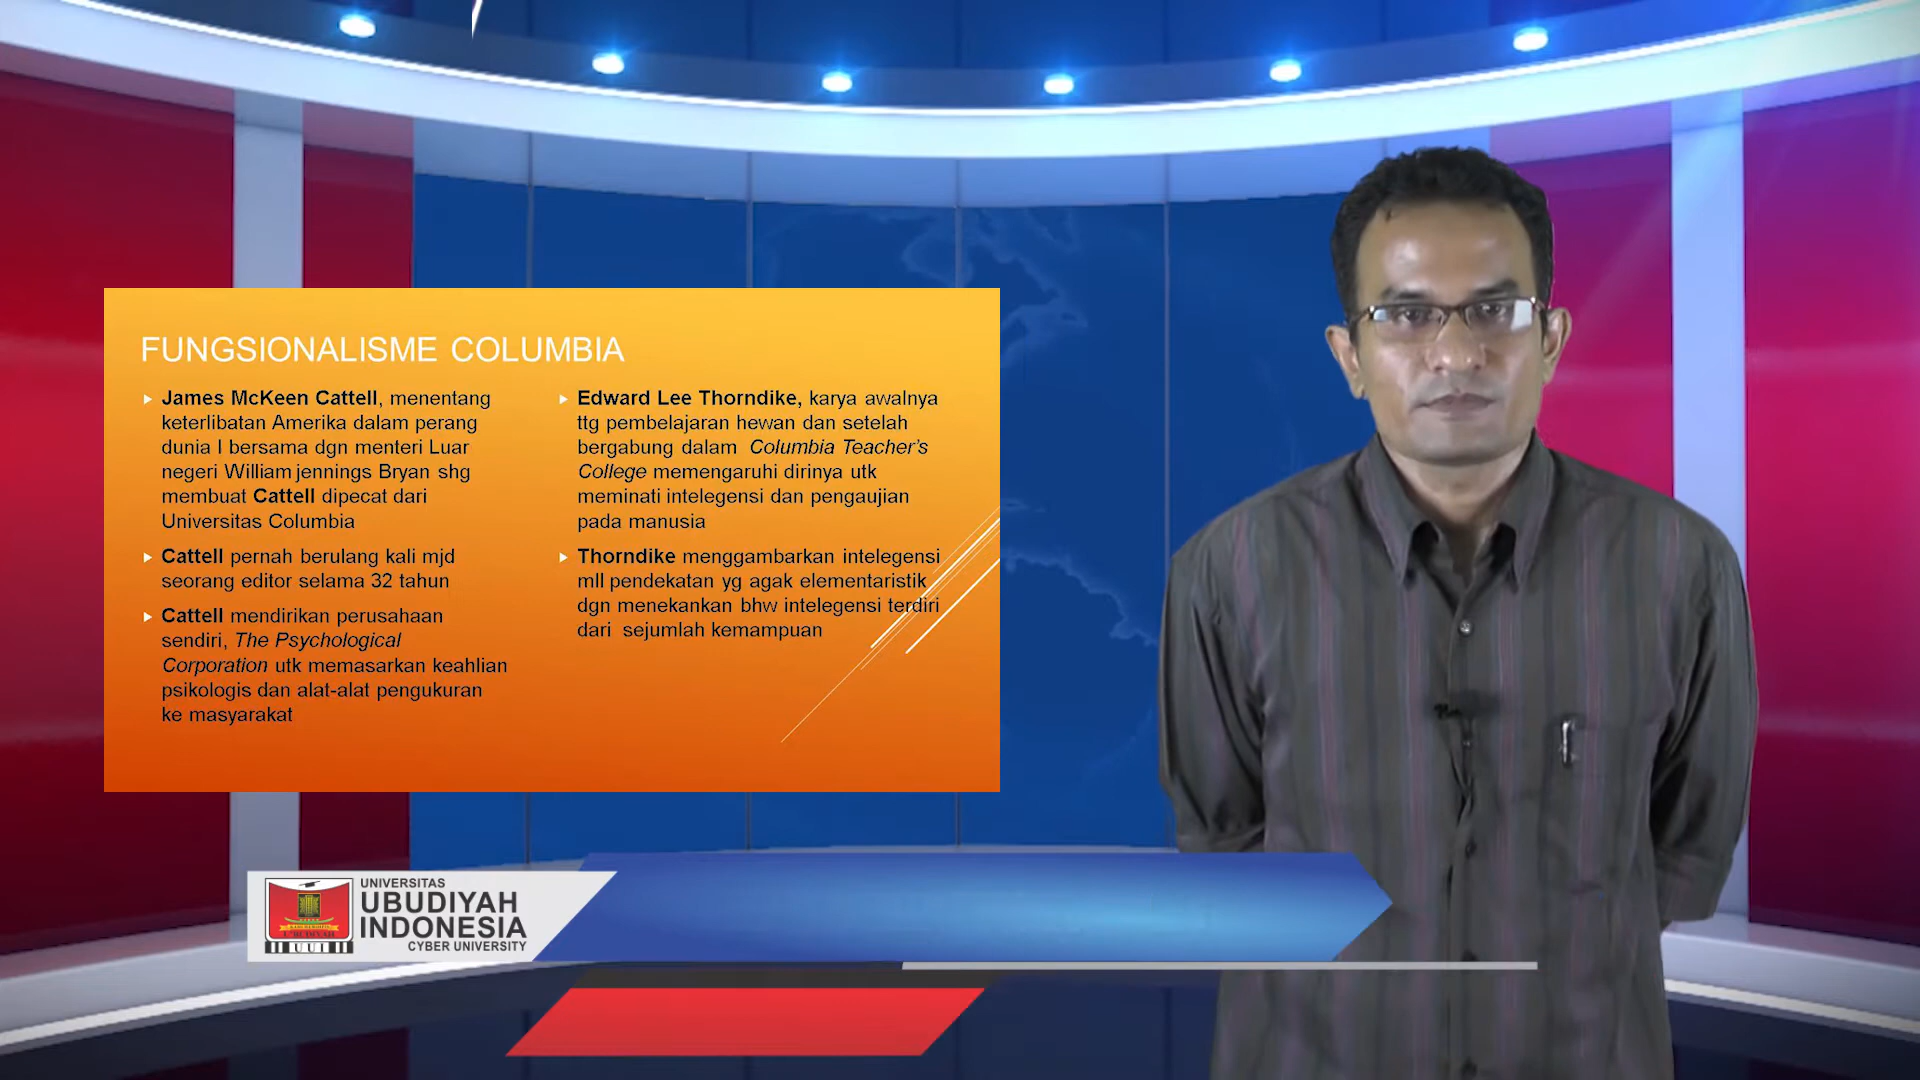 FUNGSIONALISME COLUMBIA
James McKeen Cattell, menentang
keterlibatan Amerika dalam perang
dunia I bersama dgn menteri Luar
negeri William jennings Bryan shg
membuat Cattell dipecat dari
Universitas Columbia
Cattell pernah berulang kali mjd
seorang editor selama 32 tahun
Cattell mendirikan perusahaan
sendiri, The Psychological
Corporation utk memasarkan keahlian
psikologis dan alat-alat pengukuran
ke masyarakat
Edward Lee Thorndike, karya awalnya
ttg pembelajaran hewan dan setelah
bergabung dalam Columbia Teacher's
College memengaruhi dirinya utk
meminati intelegensi dan pengaujian
pada manusia
Thorndike menggambarkan intelegensi
mll pendekatan yg agak elementaristik
dgn menekankan bhw intelegensi terdiri
dari sejumlah kemampuan
UNIVERSITAS
UBUDIYAH
INDONESIA
CYBER UNIVERSITY
UUI